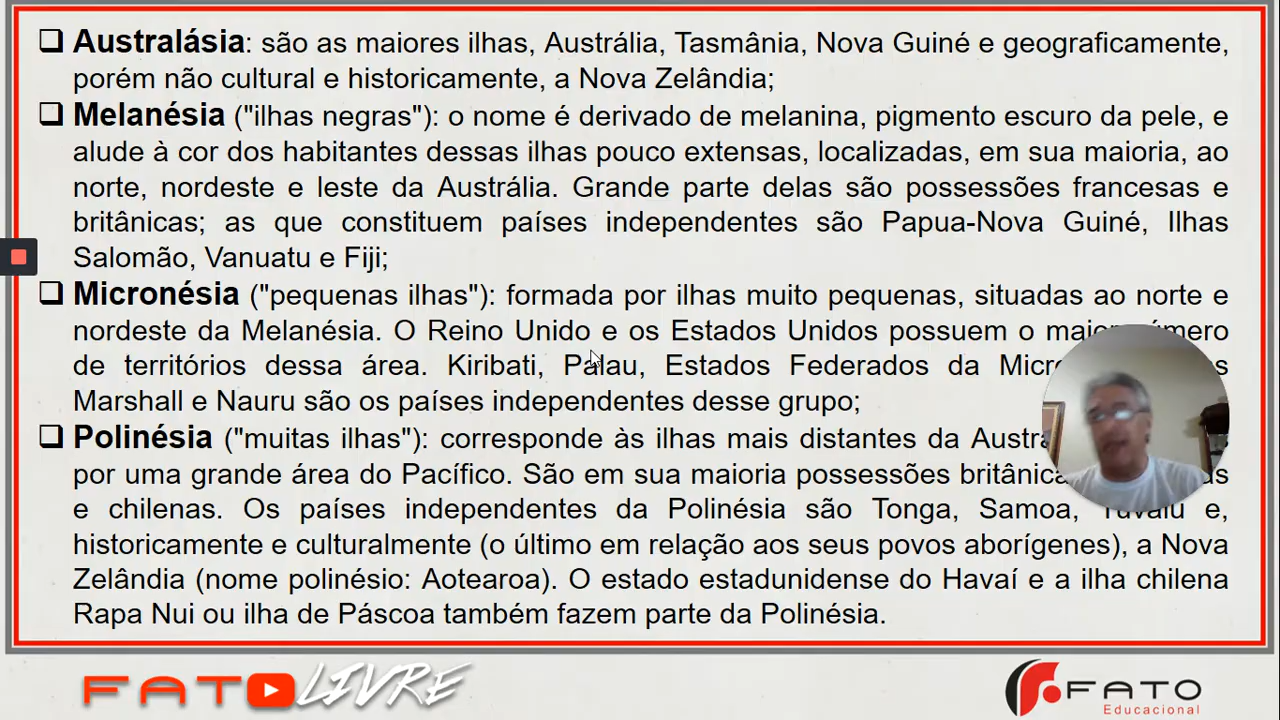 Australásia: são as maiores ilhas, Austrália, Tasmânia, Nova Guiné e geograficamente,
porém não cultural e historicamente, a Nova Zelândia;
Melanésia ("ilhas negras"): o nome é derivado de melanina, pigmento escuro da pele, e
alude à cor dos habitantes dessas ilhas pouco extensas, localizadas, em sua maioria, ao
norte, nordeste e leste da Austrália. Grande parte delas são possessões francesas e
britânicas; as que constituem países independentes são Papua-Nova Guiné, Ilhas
Salomão, Vanuatu e Fiji;
Micronésia ("pequenas ilhas"): formada por ilhas muito pequenas, situadas ao norte e
nordeste da Melanésia. O Reino Unido e os Estados Unidos possuem o maior número
de territórios dessa área. Kiribati, Palau, Estados Federados da
Marshall e Nauru são os países independentes desse grupo;
Polinésia ("muitas ilhas"): corresponde às ilhas mais distantes da
por uma grande área do Pacífico. São em sua maioria possessões
e chilenas. Os países independentes da Polinésia são Tonga, Samoa, Tuvalu e,
historicamente e culturalmente (o último em relação aos seus povos aborígenes), a Nova
Zelândia (nome polinésio: Aotearoa). O estado estadunidense do Havaí e a ilha chilena
Rapa Nui ou ilha de Páscoa também fazem parte da Polinésia.
FATO LIVRE
FATO
Educacional